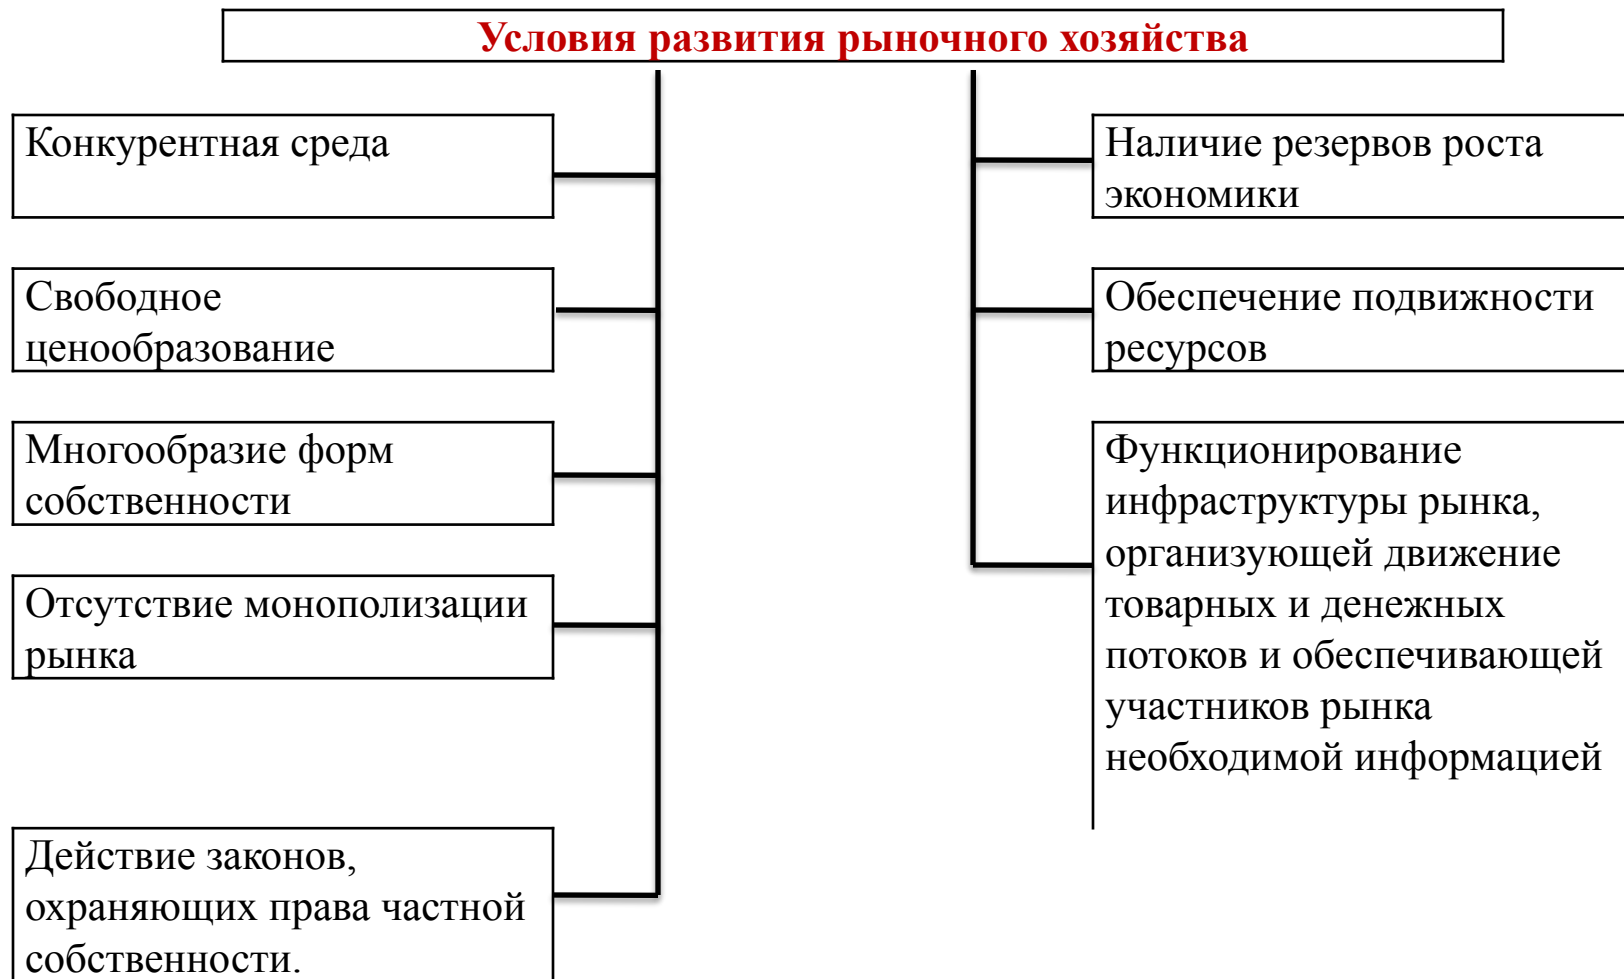 Условия развития рыночного хозяйства
Конкурентная среда
Свободное
ценообразование
Многообразие форм
собственности
Отсутствие монополизации
рынка
Действие законов,
охраняющих права частной
собственности.
Наличие резервов роста
экономики
Обеспечение подвижности
ресурсов
Функционирование
инфраструктуры рынка,
организующей движение
товарных и денежных
потоков и обеспечивающей
участников рынка
необходимой информацией